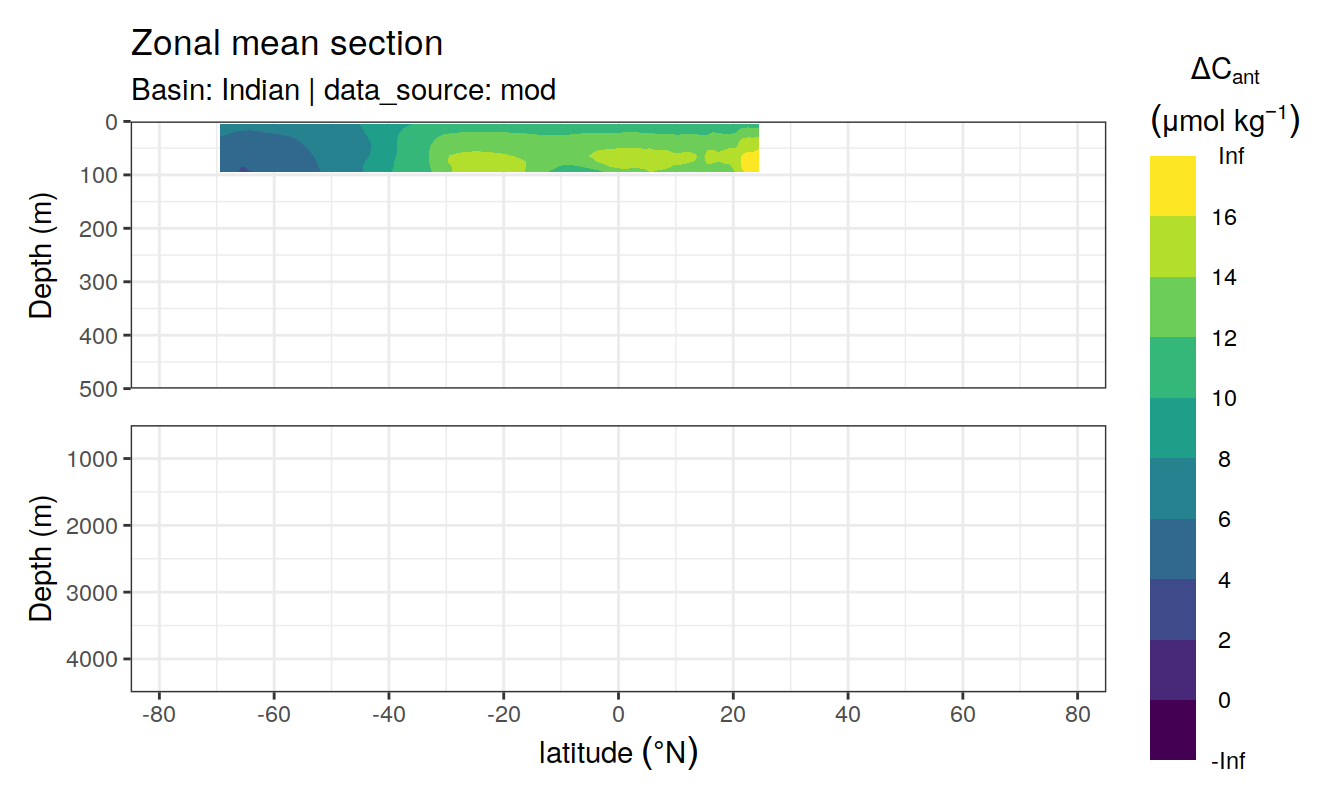 Zonal mean section
Basin: Indian | data_source: mod
ΔC_ant
(μmol kg⁻¹)
Inf
16
14
12
10
8
6
4
2
0
-Inf
Depth (m)
0
100
200
300
400
500
Depth (m)
1000
2000
3000
4000
-80 -60 -40 -20 0 20 40 60 80
latitude (°N)